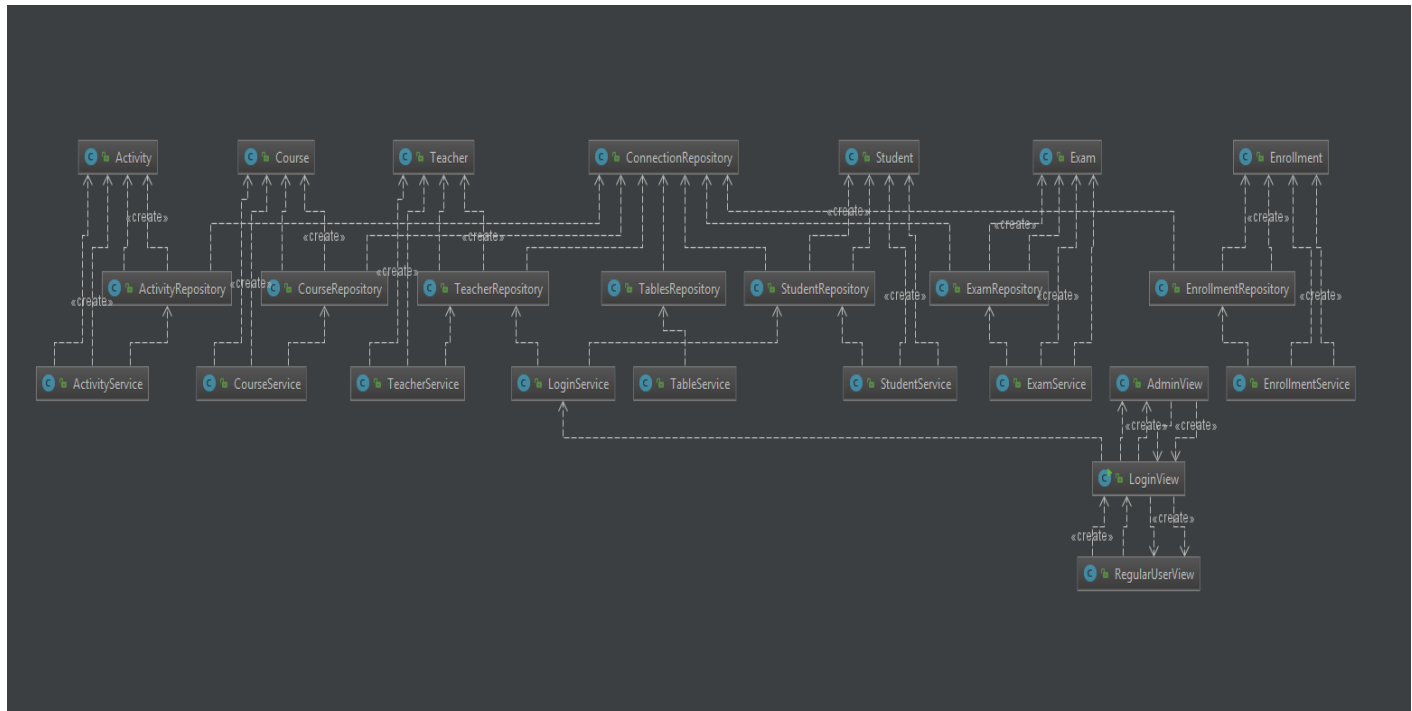 Activity
Course
Teacher
ConnectionRepository
Student
Exam
Enrollment
«create»
«create»
«create»
«create»
«create»
«create»
«create»
«create»
«create»
«create»
«create»
ActivityRepository
CourseRepository
TeacherRepository
TablesRepository
StudentRepository
ExamRepository
EnrollmentRepository
«create»
ActivityService
CourseService
TeacherService
LoginService
TableService
StudentService
ExamService
AdminView
EnrollmentService
«create»
«create»
LoginView
«create»
«create»
RegularUserView